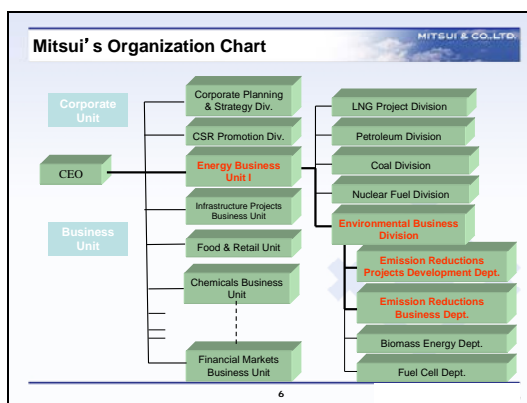 MITSUI & CO.,LTD
Mitsui's Organization Chart
Corporate
Unit
CEO
Business
Unit
Corporate Planning
& Strategy Div.
CSR Promotion Div.
Energy Business
Unit I
Infrastructure Projects
Business Unit
Food & Retail Unit
Chemicals Business
Unit
Financial Markets
Business Unit
LNG Project Division
Petroleum Division
Coal Division
Nuclear Fuel Division
Environmental Business
Division
Emission Reductions
Projects Development Dept.
Emission Reductions
Business Dept.
Biomass Energy Dept.
Fuel Cell Dept.
6